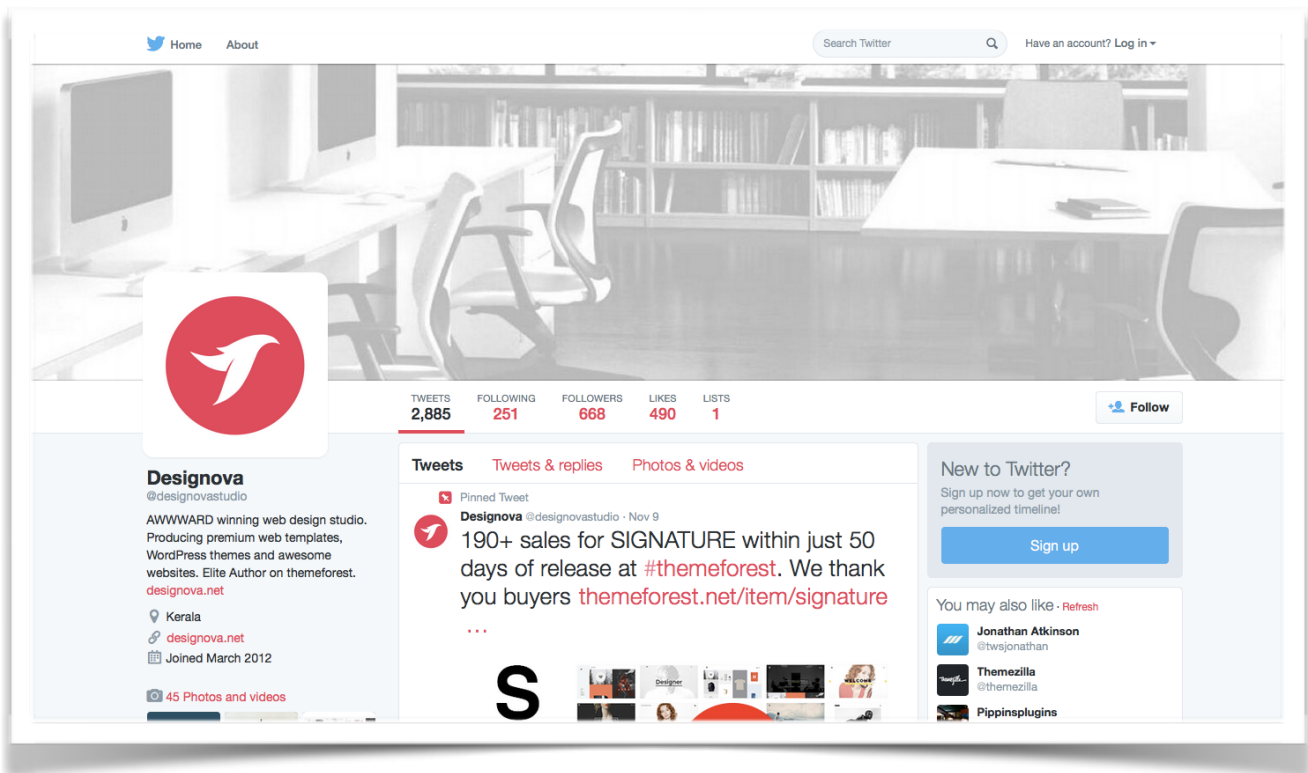 Home About
Search Twitter
Have an account? Log in
TWEETS
2,885
FOLLOWING
251
FOLLOWERS
668
LIKES
490
LISTS
1
Follow
Designova
@designovastudio
AWWWARD winning web design studio.
Producing premium web templates,
WordPress themes and awesome
websites. Elite Author on themeforest.
designova.net
Kerala
designova.net
Joined March 2012
45 Photos and videos
Tweets Tweets & replies Photos & videos
Pinned Tweet
Designova @designovastudio · Nov 9
190+ sales for SIGNATURE within just 50
days of release at #themeforest. We thank
you buyers themeforest.net/item/signature
...
S
Designer
WELCOME
New to Twitter?
Sign up now to get your own
personalized timeline!
Sign up
You may also like · Refresh
Jonathan Atkinson
@twsjonathan
Themezilla
@themezilla
Pippinsplugins